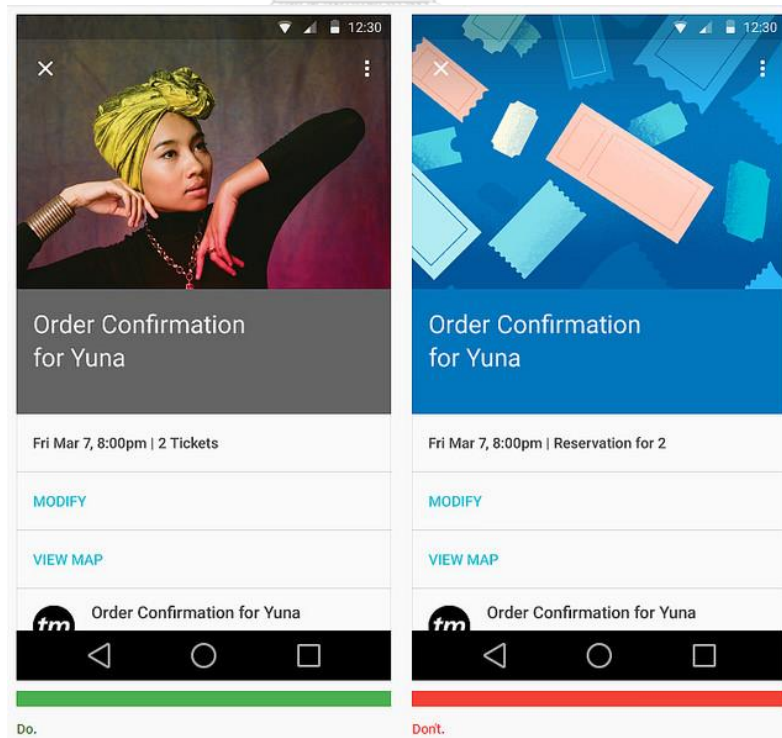 12:30
Order Confirmation
for Yuna
Fri Mar 7, 8:00pm | 2 Tickets
MODIFY
VIEW MAP
Order Confirmation for Yuna
tm
Do.
12:30
Order Confirmation
for Yuna
Fri Mar 7, 8:00pm | Reservation for 2
MODIFY
VIEW MAP
Order Confirmation for Yuna
tm
Don't.